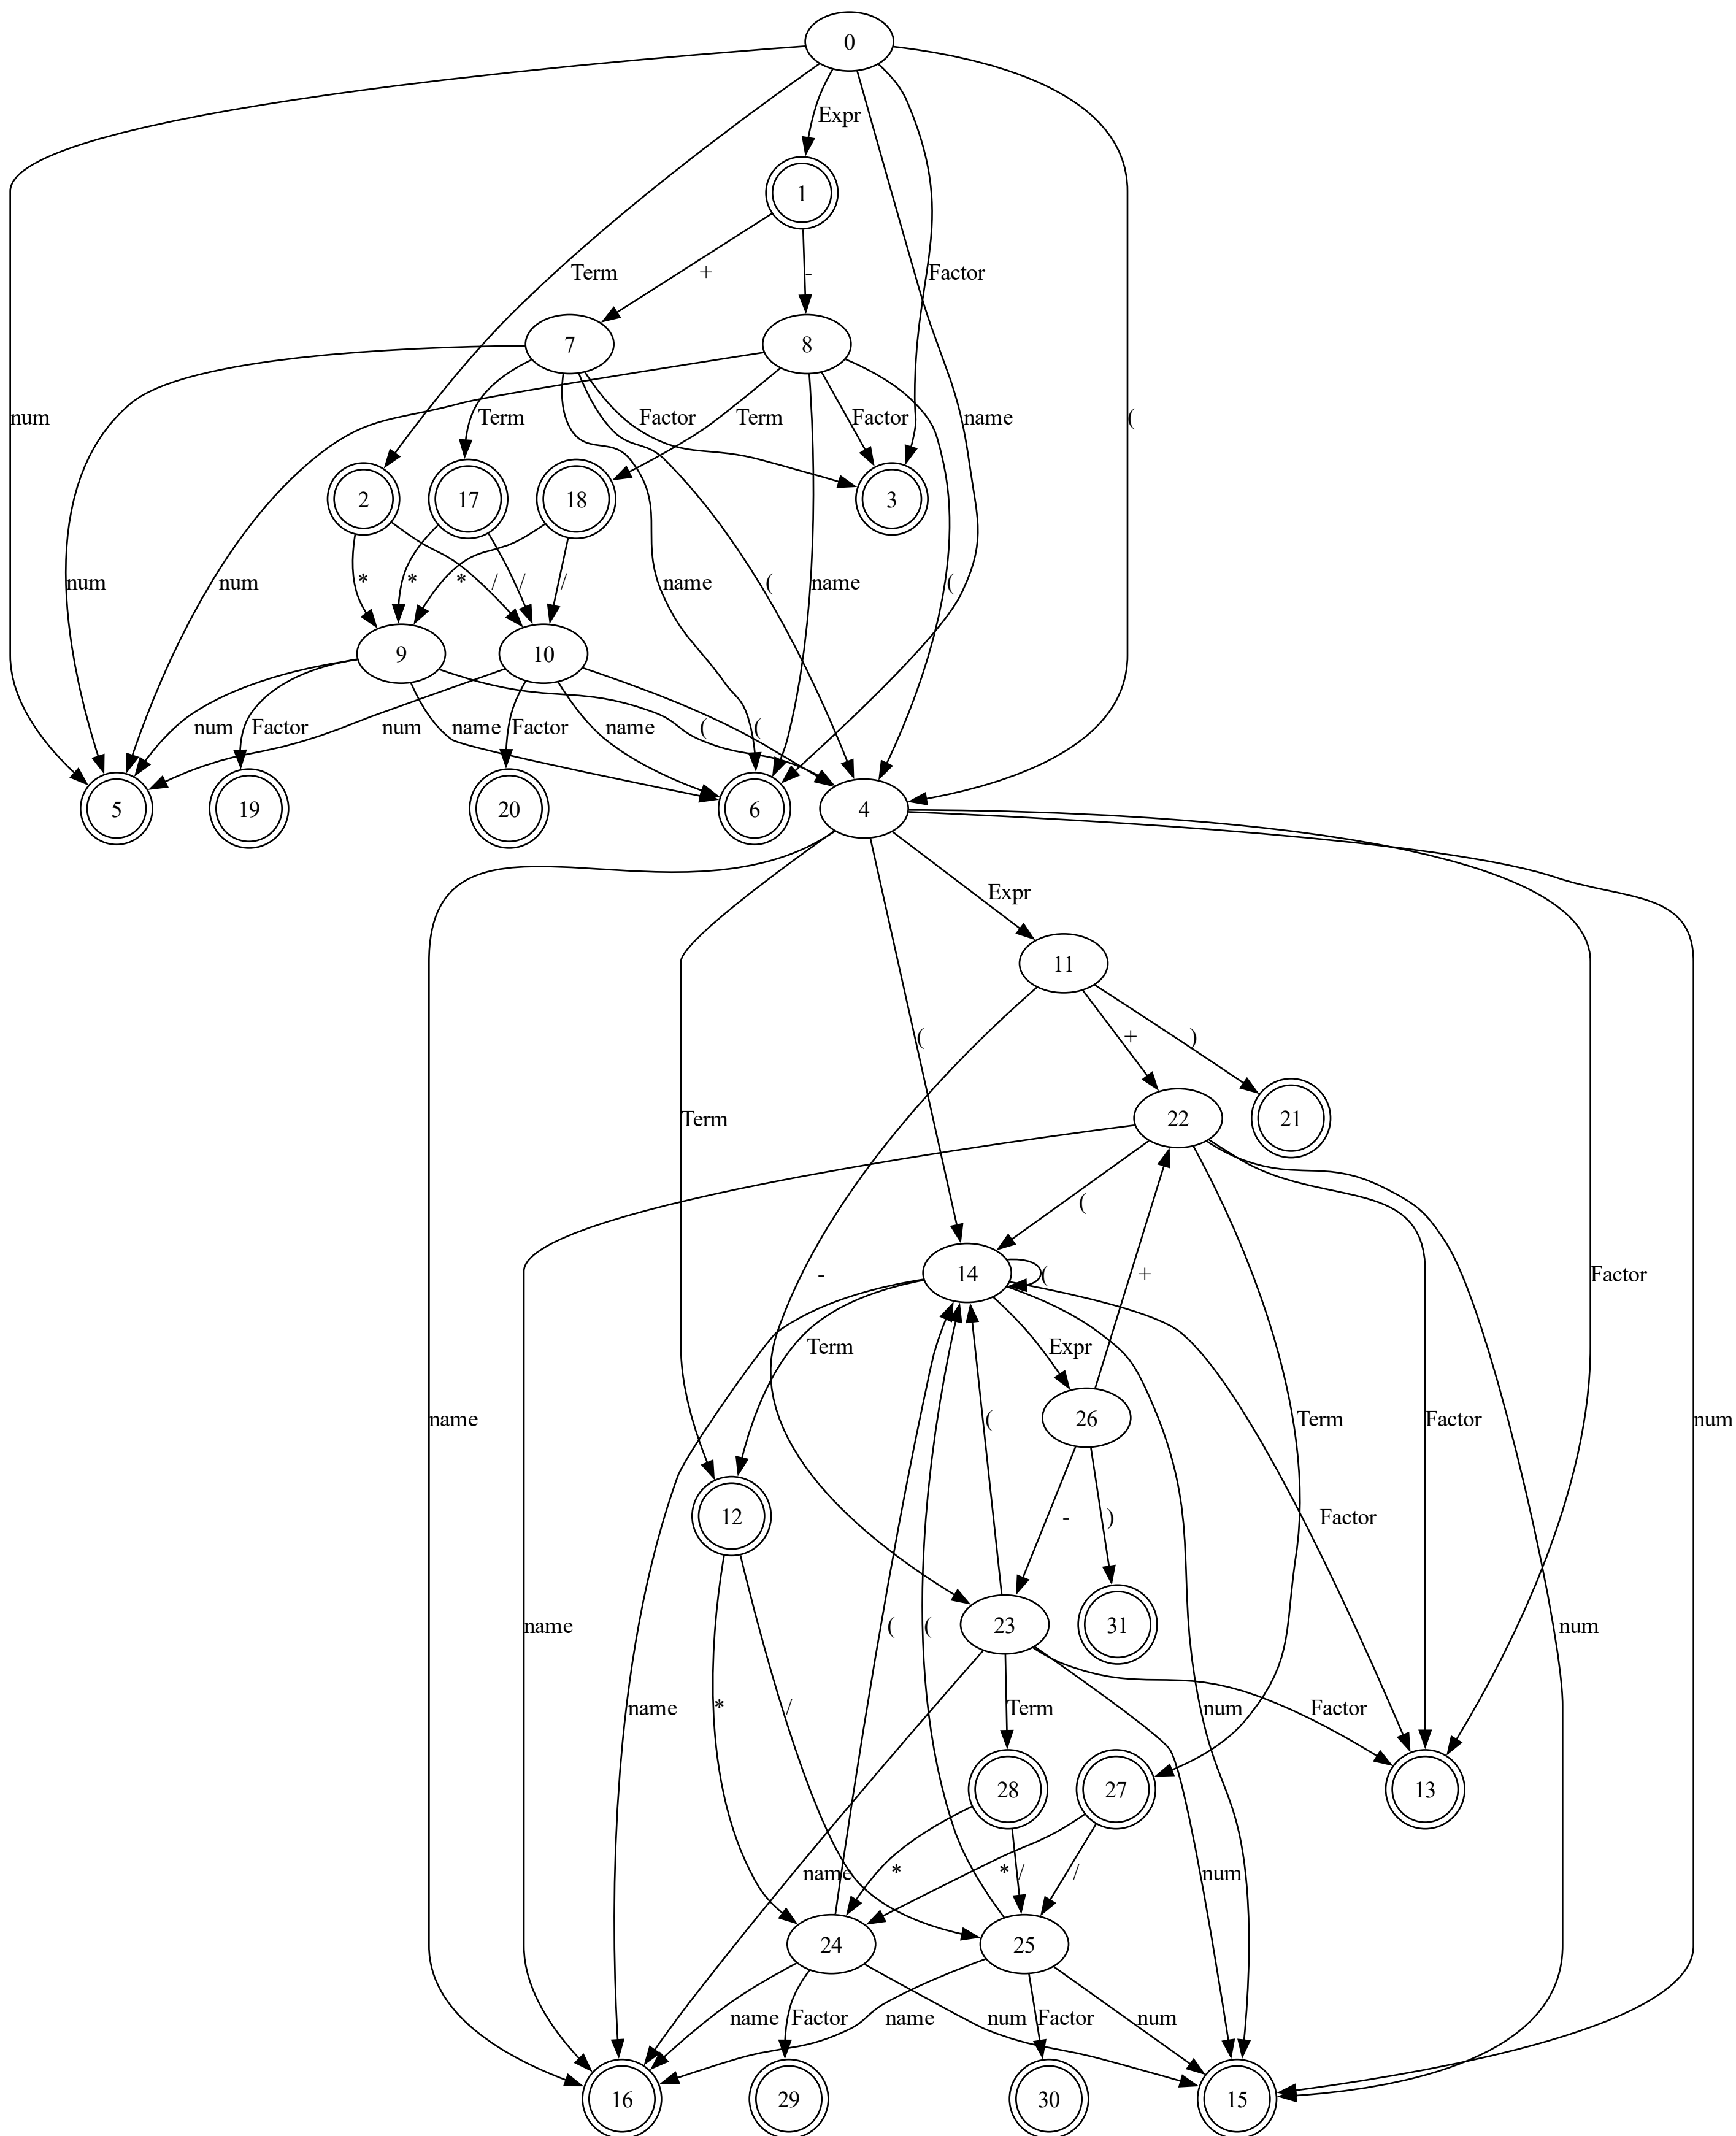 0
Expr
1
Term + - Factor
7 8
num Term Factor Term Factor name (
2 17 18 3
num num * * * / / / name ( name (
9 10
num Factor num name Factor name ( (
5 19 20 6 4
Expr
11
( + )
Term 22 21
(
- 14 ( + Factor
Term Expr
name 26 Term Factor num
12 - ) Factor
name ( ( 23 31 num
name * / Term num Factor
28 27 13
name * * / / num
24 25
name Factor name num Factor num
16 29 30 15